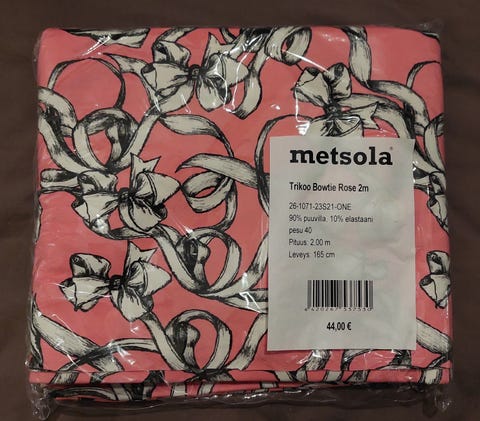 metsola®
Trikoo Bowtie Rose 2m
26-1071-23S21-ONE
90% puuvilla. 10% elastaani
pesu 40
Pituus: 2.00 m
Leveys: 165 cm
6420267337330
44,00 €